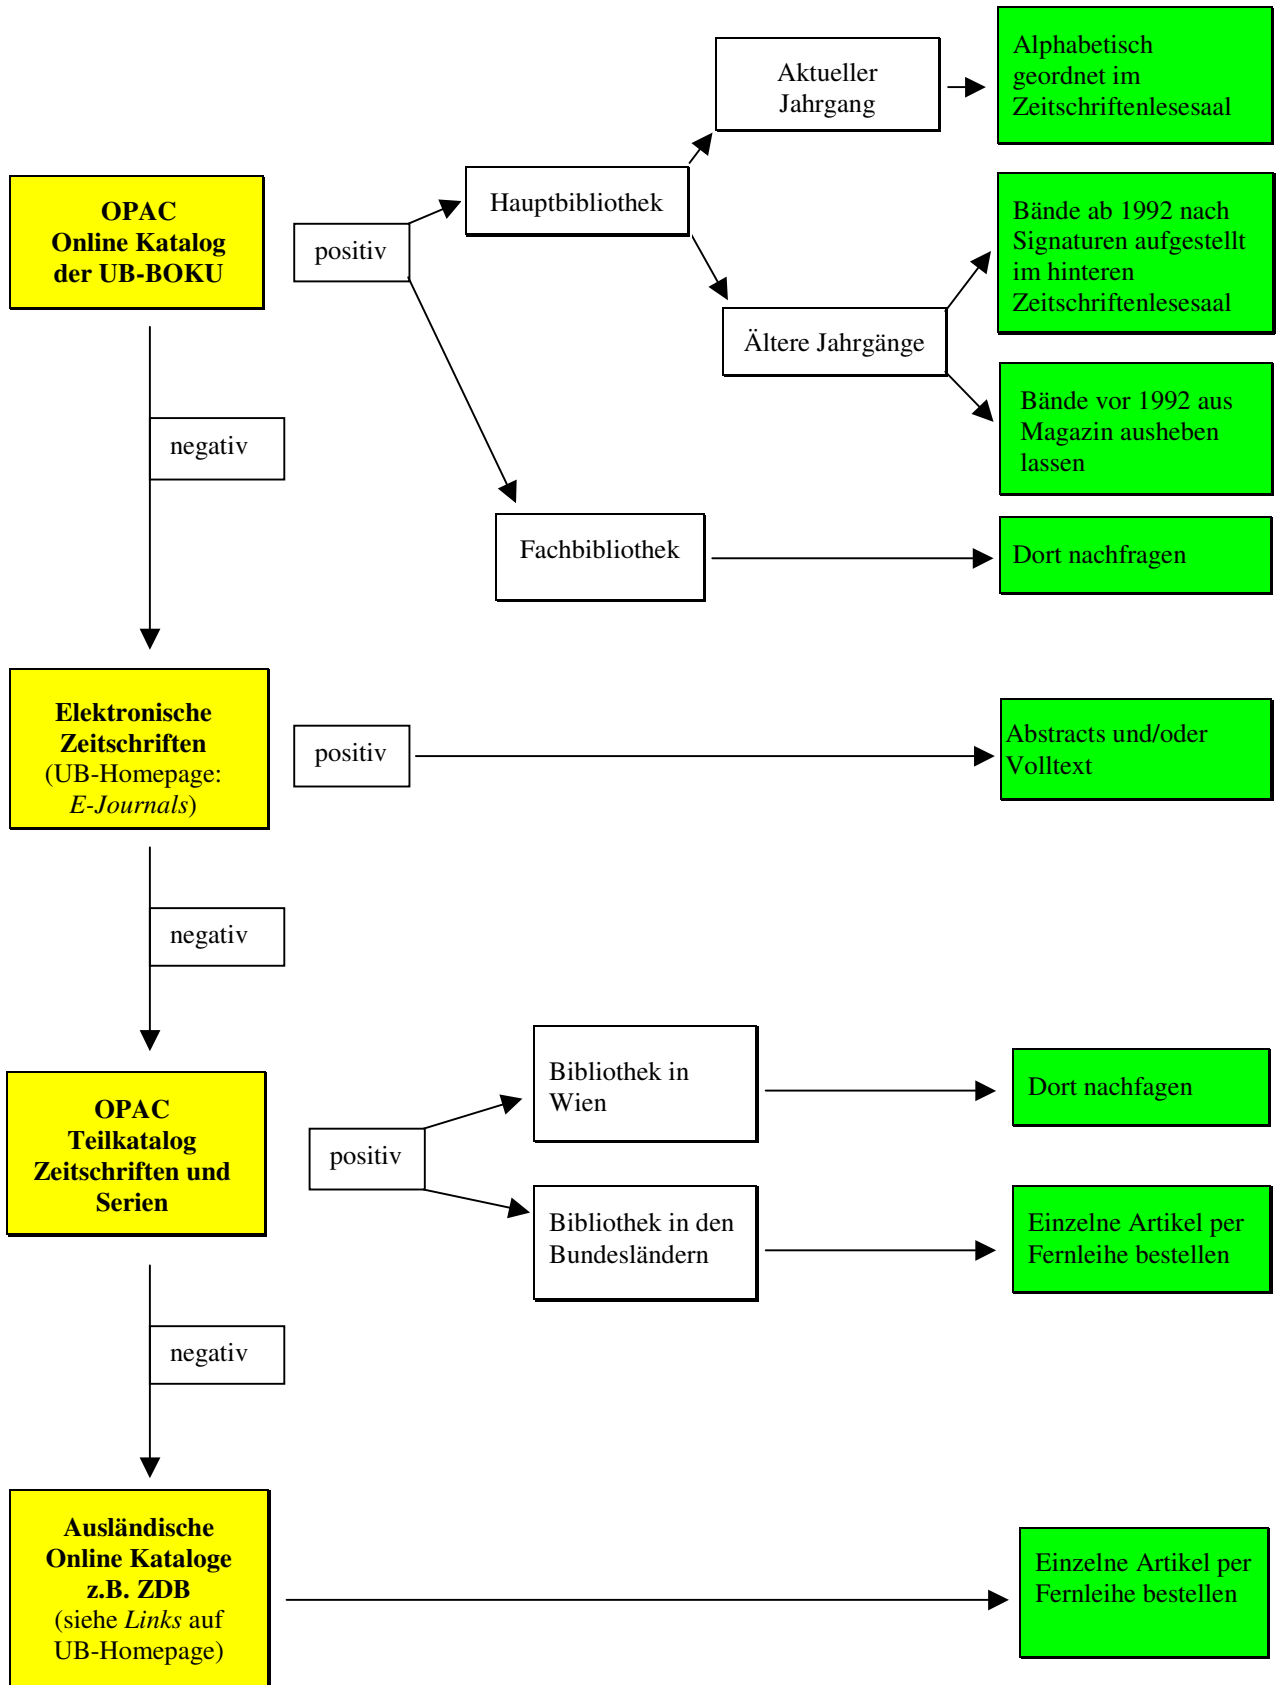 OPAC
Online Katalog
der UB-BOKU
positiv
Hauptbibliothek
Aktueller
Jahrgang
Alphabetisch
geordnet im
Zeitschriftenlesesaal
Ältere Jahrgänge
Bände ab 1992 nach
Signaturen aufgestellt
im hinteren
Zeitschriftenlesesaal
Bände vor 1992 aus
Magazin ausheben
lassen
Fachbibliothek
Dort nachfragen
negativ
Elektronische
Zeitschriften
(UB-Homepage:
E-Journals)
positiv
Abstracts und/oder
Volltext
negativ
OPAC
Teilkatalog
Zeitschriften und
Serien
positiv
Bibliothek in
Wien
Dort nachfagen
Bibliothek in den
Bundesländern
Einzelne Artikel per
Fernleihe bestellen
negativ
Ausländische
Online Kataloge
z.B. ZDB
(siehe Links auf
UB-Homepage)
Einzelne Artikel per
Fernleihe bestellen